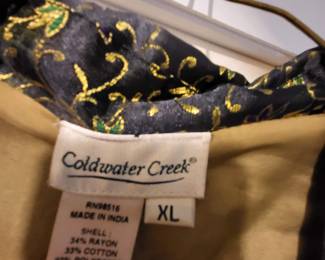 Coldwater Creek®
XL
RN98516
MADE IN INDIA
SHELL:
34% RAYON
33% COTTON